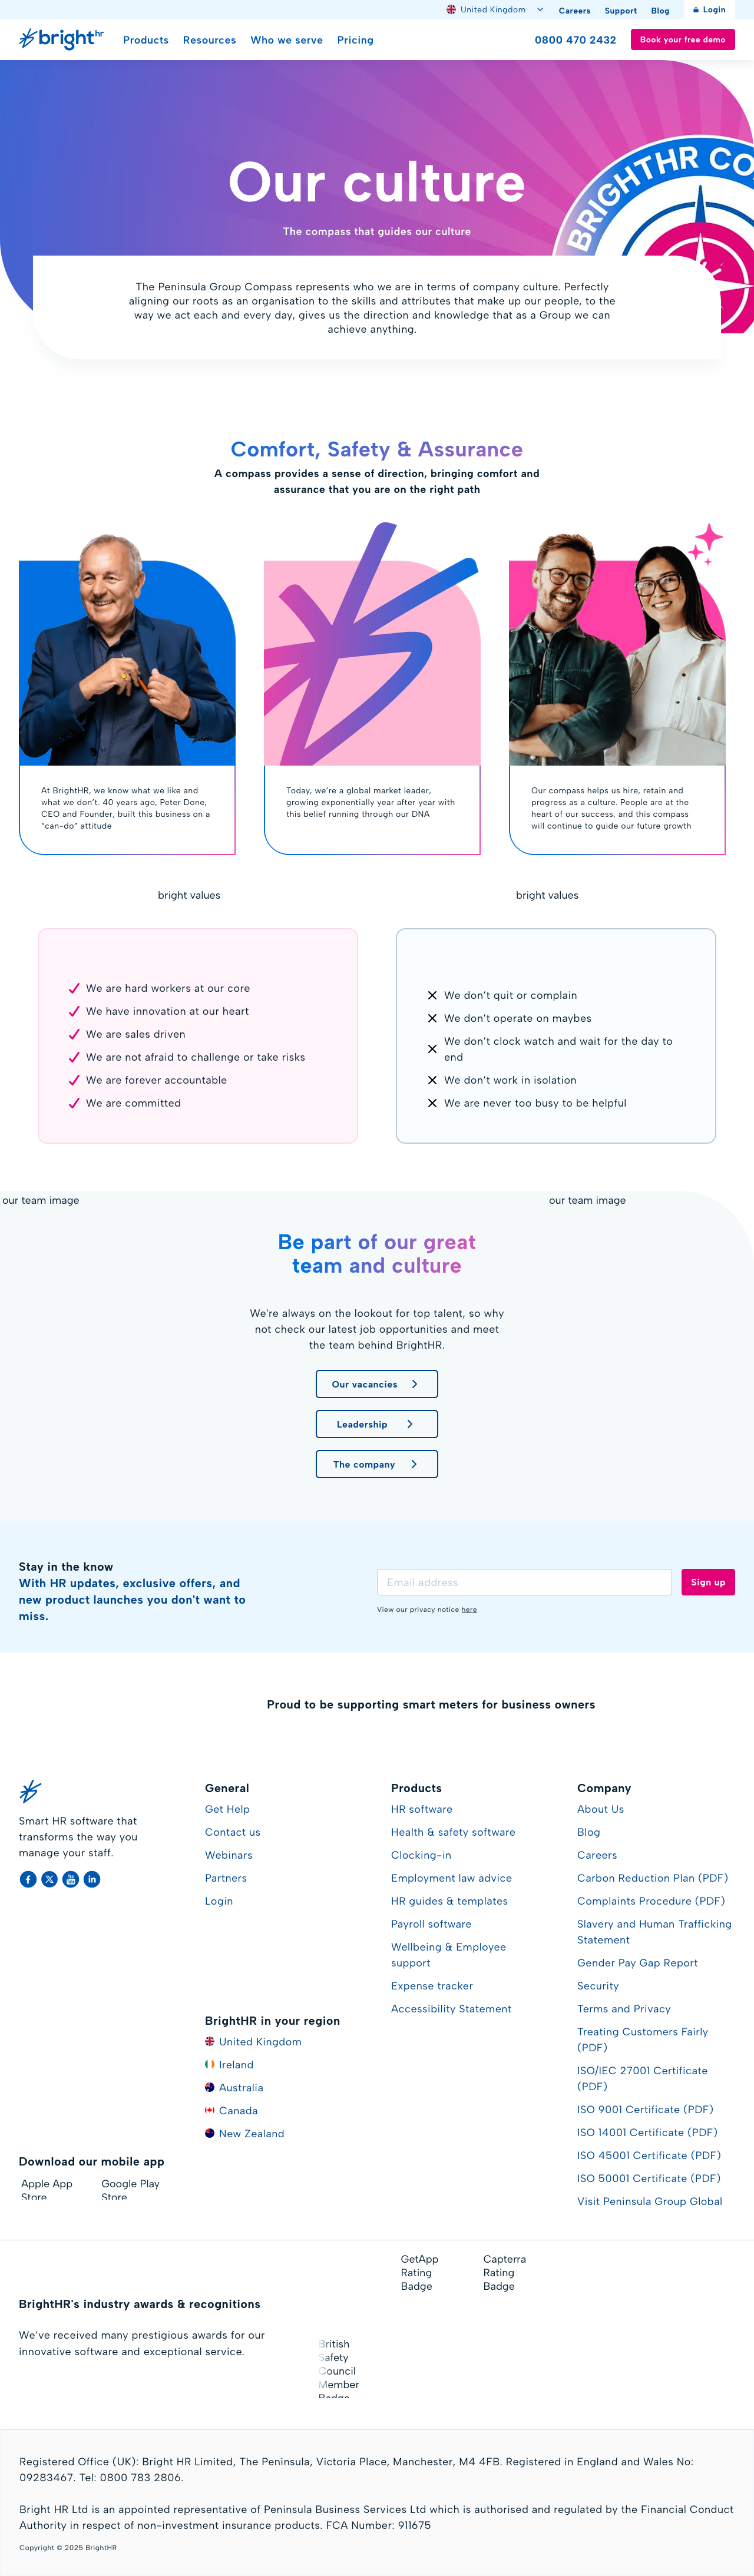 United Kingdom
Careers
Support
Blog
Login
bright hr
Products
Resources
Who we serve
Pricing
0800 470 2432
Book your free demo
Our culture
The compass that guides our culture
BRIGHTHR CO
The Peninsula Group Compass represents who we are in terms of company culture. Perfectly
aligning our roots as an organisation to the skills and attributes that make up our people, to the
way we act each and every day, gives us the direction and knowledge that as a Group we can
achieve anything.
Comfort, Safety & Assurance
A compass provides a sense of direction, bringing comfort and
assurance that you are on the right path
At BrightHR, we know what we like and
what we don’t. 40 years ago, Peter Done,
CEO and Founder, built this business on a
“can-do” attitude
Today, we’re a global market leader,
growing exponentially year after year with
this belief running through our DNA
Our compass helps us hire, retain and
progress as a culture. People are at the
heart of our success, and this compass
will continue to guide our future growth
bright values
bright values
We are hard workers at our core
We have innovation at our heart
We are sales driven
We are not afraid to challenge or take risks
We are forever accountable
We are committed
We don’t quit or complain
We don’t operate on maybes
We don’t clock watch and wait for the day to
end
We don’t work in isolation
We are never too busy to be helpful
our team image
our team image
Be part of our great
team and culture
We're always on the lookout for top talent, so why
not check our latest job opportunities and meet
the team behind BrightHR.
Our vacancies
Leadership
The company
Stay in the know
With HR updates, exclusive offers, and
new product launches you don't want to
miss.
Email address
Sign up
View our privacy notice here
Proud to be supporting smart meters for business owners
Smart HR software that
transforms the way you
manage your staff.
General
Get Help
Contact us
Webinars
Partners
Login
BrightHR in your region
United Kingdom
Ireland
Australia
Canada
New Zealand
Products
HR software
Health & safety software
Clocking-in
Employment law advice
HR guides & templates
Payroll software
Wellbeing & Employee
support
Expense tracker
Accessibility Statement
Company
About Us
Blog
Careers
Carbon Reduction Plan (PDF)
Complaints Procedure (PDF)
Slavery and Human Trafficking
Statement
Gender Pay Gap Report
Security
Terms and Privacy
Treating Customers Fairly
(PDF)
ISO/IEC 27001 Certificate
(PDF)
ISO 9001 Certificate (PDF)
ISO 14001 Certificate (PDF)
ISO 45001 Certificate (PDF)
ISO 50001 Certificate (PDF)
Visit Peninsula Group Global
Download our mobile app
Apple App
Store
Google Play
Store
BrightHR's industry awards & recognitions
We’ve received many prestigious awards for our
innovative software and exceptional service.
GetApp
Rating
Badge
Capterra
Rating
Badge
British
Safety
Council
Member
Badge
Registered Office (UK): Bright HR Limited, The Peninsula, Victoria Place, Manchester, M4 4FB. Registered in England and Wales No:
09283467. Tel: 0800 783 2806.
Bright HR Ltd is an appointed representative of Peninsula Business Services Ltd which is authorised and regulated by the Financial Conduct
Authority in respect of non-investment insurance products. FCA Number: 911675
Copyright © 2025 BrightHR